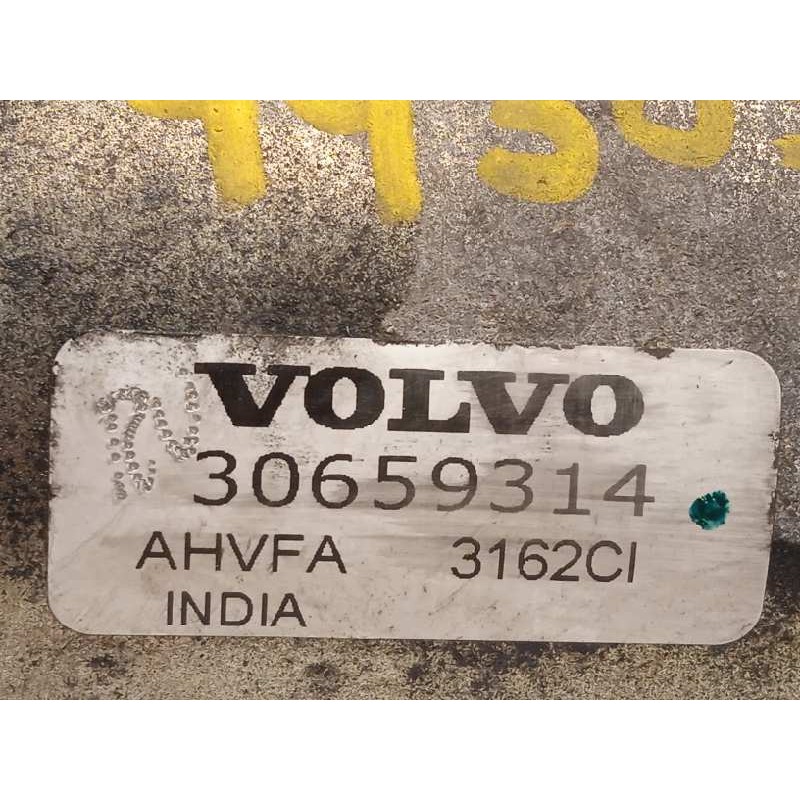 VOLVO
30659314
AHVFA 3162CI
INDIA